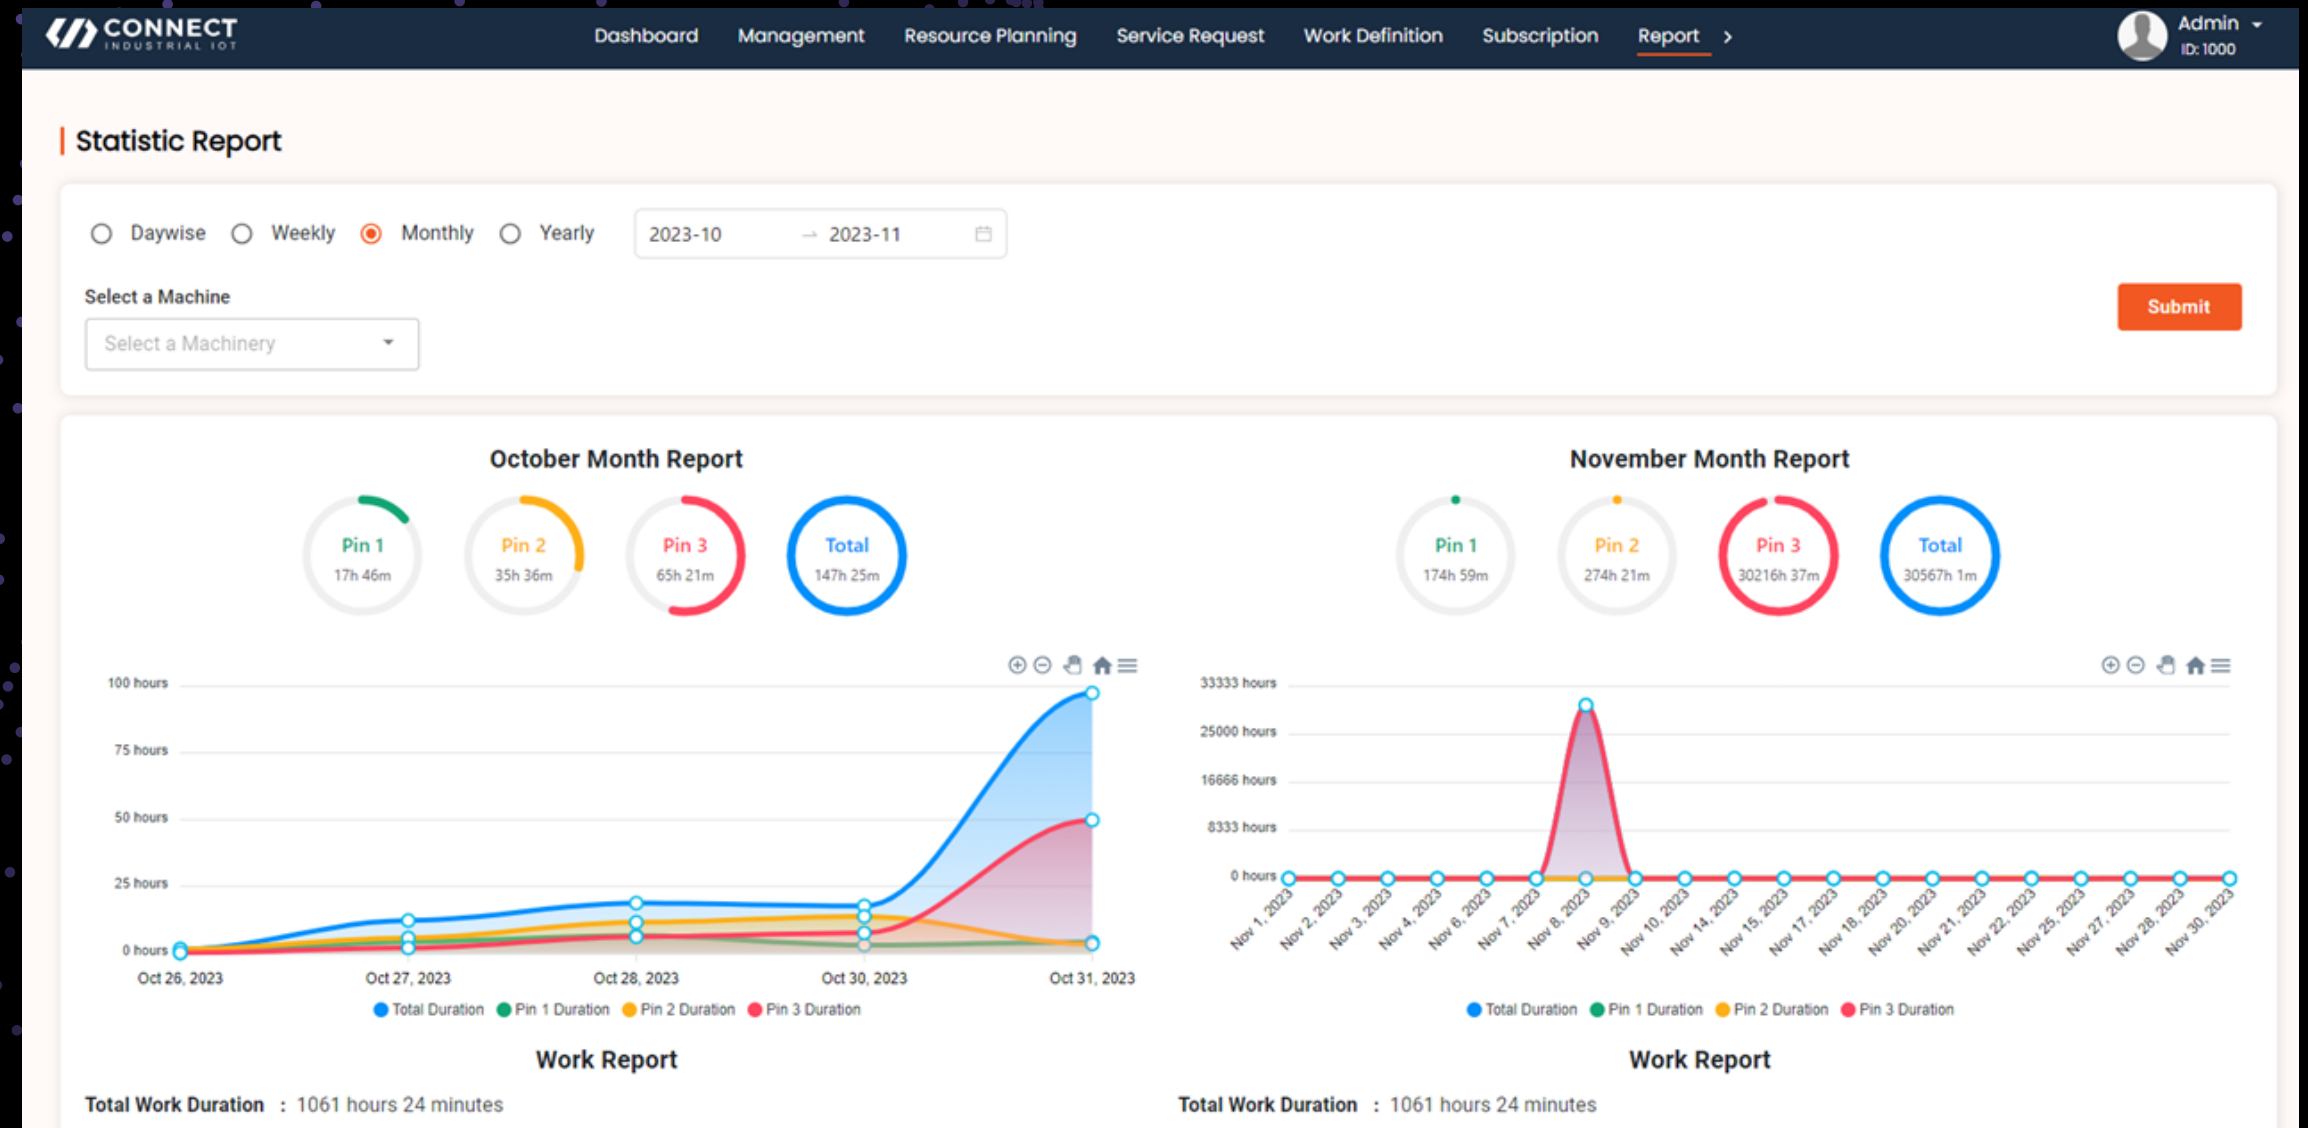 CONNECT
INDUSTRIAL IOT
Dashboard Management Resource Planning Service Request Work Definition Subscription Report >
Admin
ID: 1000
Statistic Report
Daywise Weekly Monthly Yearly 2023-10 → 2023-11
Select a Machine
Select a Machinery
Submit
October Month Report
Pin 1
17h 46m
Pin 2
35h 36m
Pin 3
65h 21m
Total
147h 25m
100 hours
75 hours
50 hours
25 hours
0 hours
Oct 26, 2023 Oct 27, 2023 Oct 28, 2023 Oct 30, 2023 Oct 31, 2023
Total Duration Pin 1 Duration Pin 2 Duration Pin 3 Duration
Work Report
Total Work Duration : 1061 hours 24 minutes
November Month Report
Pin 1
174h 59m
Pin 2
274h 21m
Pin 3
30216h 37m
Total
30567h 1m
33333 hours
25000 hours
16666 hours
8333 hours
0 hours
Nov 1, 2023 Nov 2, 2023 Nov 3, 2023 Nov 4, 2023 Nov 6, 2023 Nov 7, 2023 Nov 8, 2023 Nov 9, 2023 Nov 10, 2023 Nov 14, 2023 Nov 15, 2023 Nov 17, 2023 Nov 18, 2023 Nov 20, 2023 Nov 21, 2023 Nov 22, 2023 Nov 25, 2023 Nov 27, 2023 Nov 28, 2023 Nov 30, 2023
Total Duration Pin 1 Duration Pin 2 Duration Pin 3 Duration
Work Report
Total Work Duration : 1061 hours 24 minutes